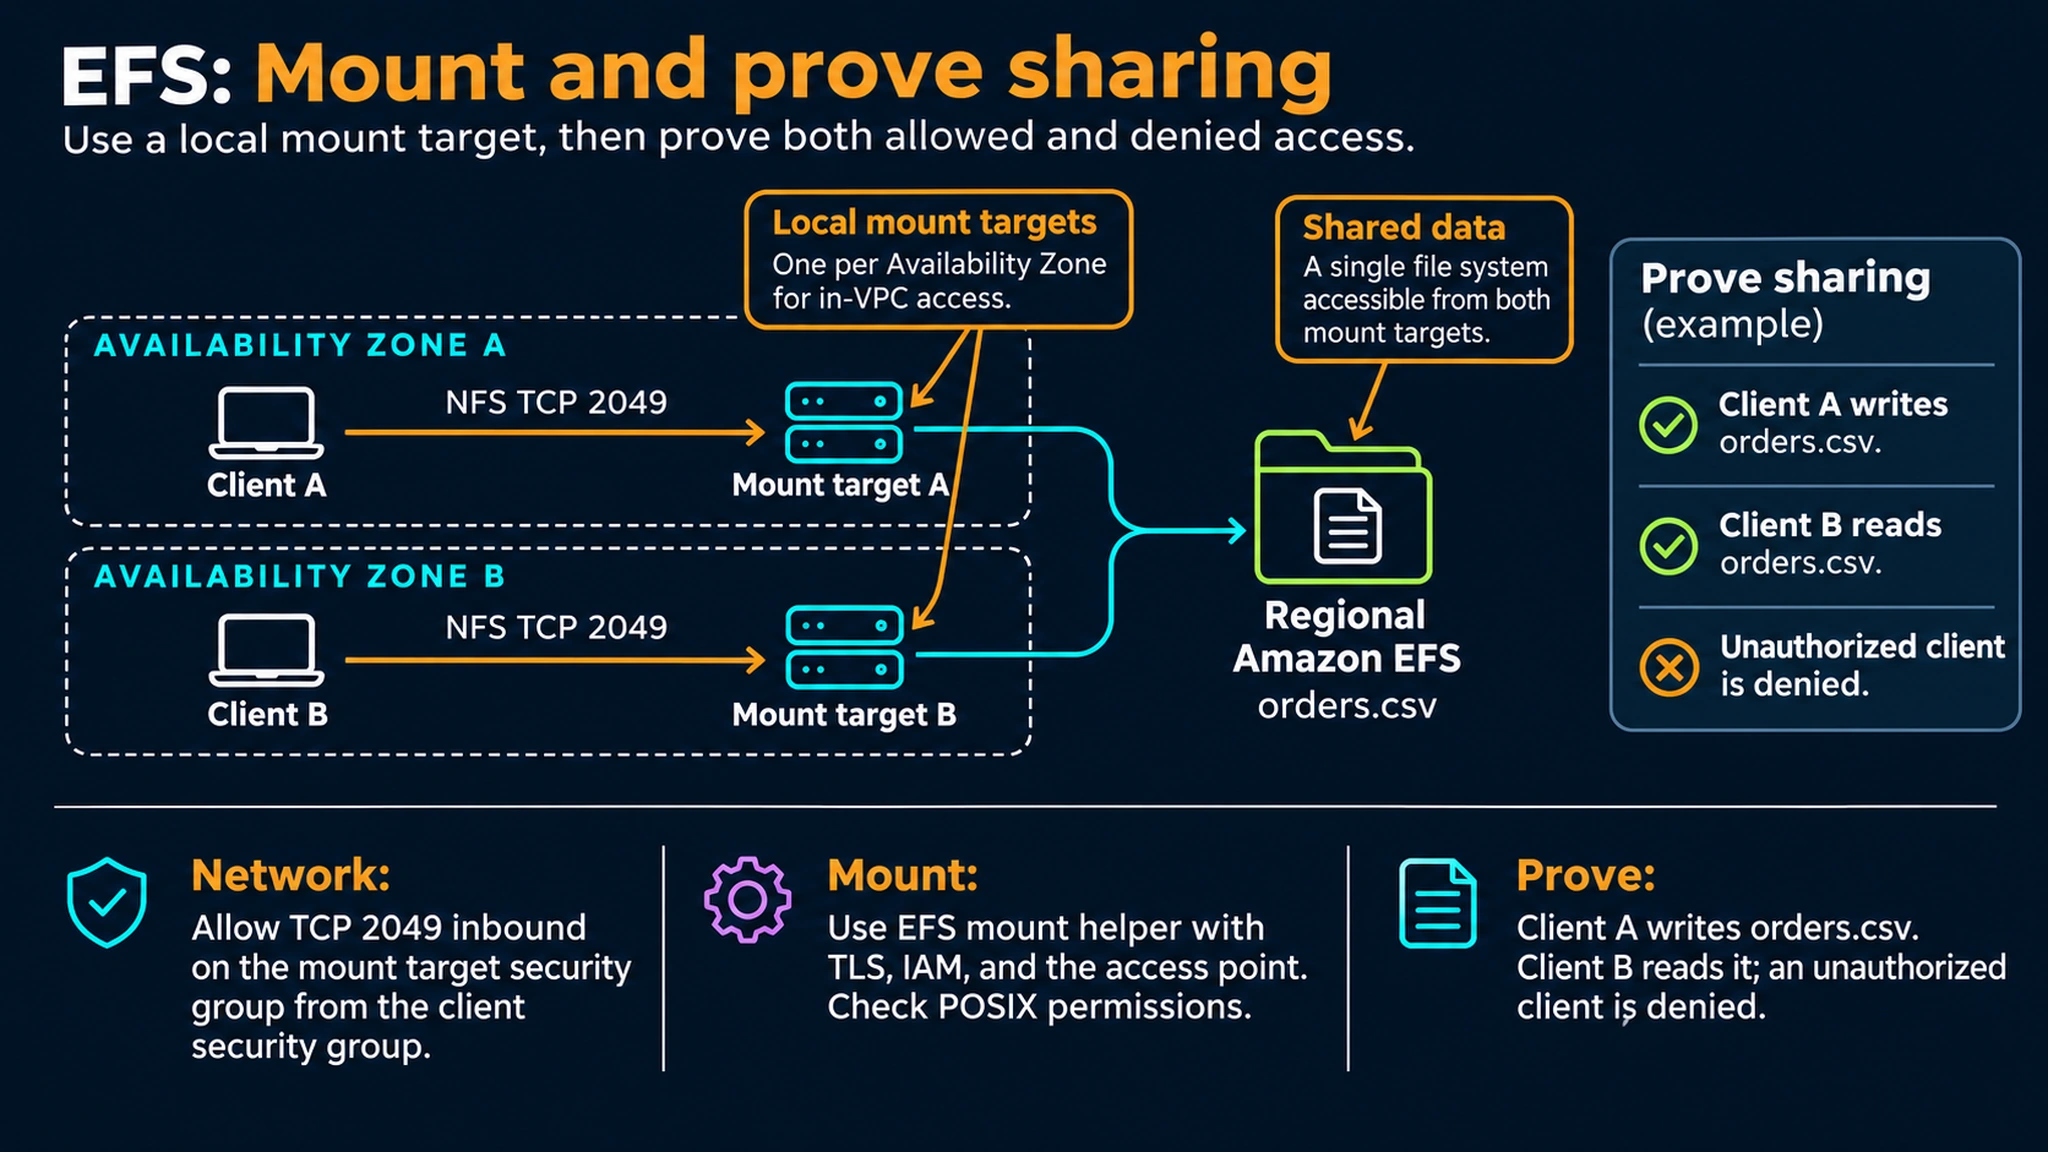 EFS: Mount and prove sharing
Use a local mount target, then prove both allowed and denied access.
Local mount targets
One per Availability Zone
for in-VPC access.
Shared data
A single file system
accessible from both
mount targets.
AVAILABILITY ZONE A
Client A
NFS TCP 2049
Mount target A
AVAILABILITY ZONE B
Client B
NFS TCP 2049
Mount target B
Regional
Amazon EFS
orders.csv
Prove sharing
(example)
Client A writes
orders.csv.
Client B reads
orders.csv.
Unauthorized client
is denied.
Network:
Allow TCP 2049 inbound
on the mount target security
group from the client
security group.
Mount:
Use EFS mount helper with
TLS, IAM, and the access point.
Check POSIX permissions.
Prove:
Client A writes orders.csv.
Client B reads it; an unauthorized
client is denied.